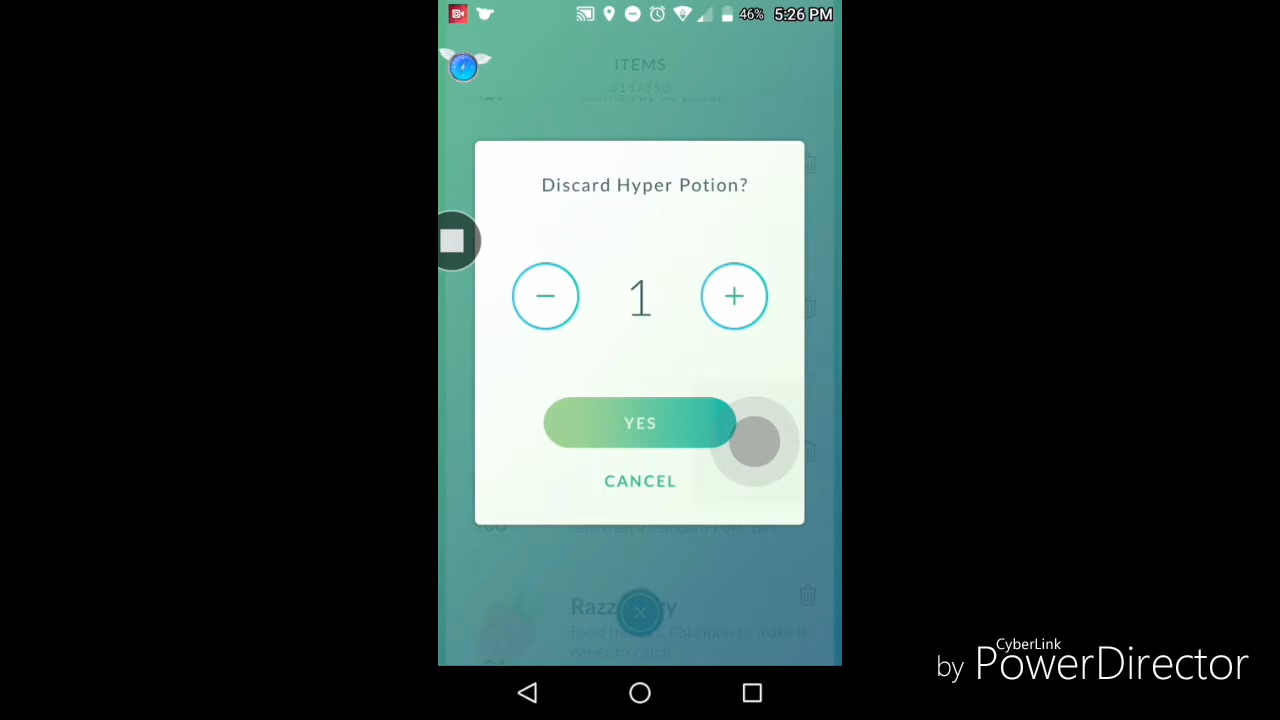 46% 5:26 PM
ITEMS
Discard Hyper Potion?
− 1 +
YES
CANCEL
Razz
Feed this to a Pokémon to make it
easier to catch.
CyberLink
by PowerDirector